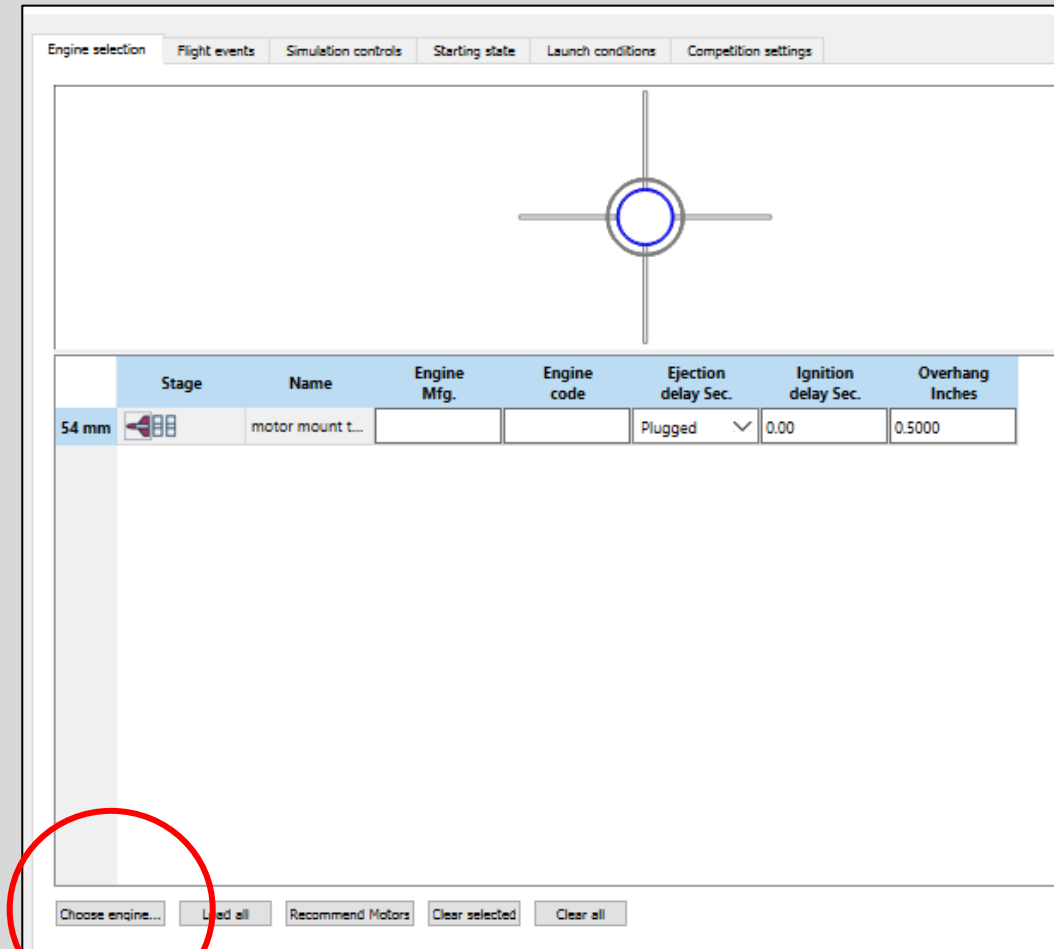 Engine selection Flight events Simulation controls Starting state Launch conditions Competition settings
Stage Name Engine Mfg. Engine code Ejection delay Sec. Ignition delay Sec. Overhang Inches
54 mm motor mount t... Plugged 0.00 0.5000
Choose engine... Load all Recommend Motors Clear selected Clear all